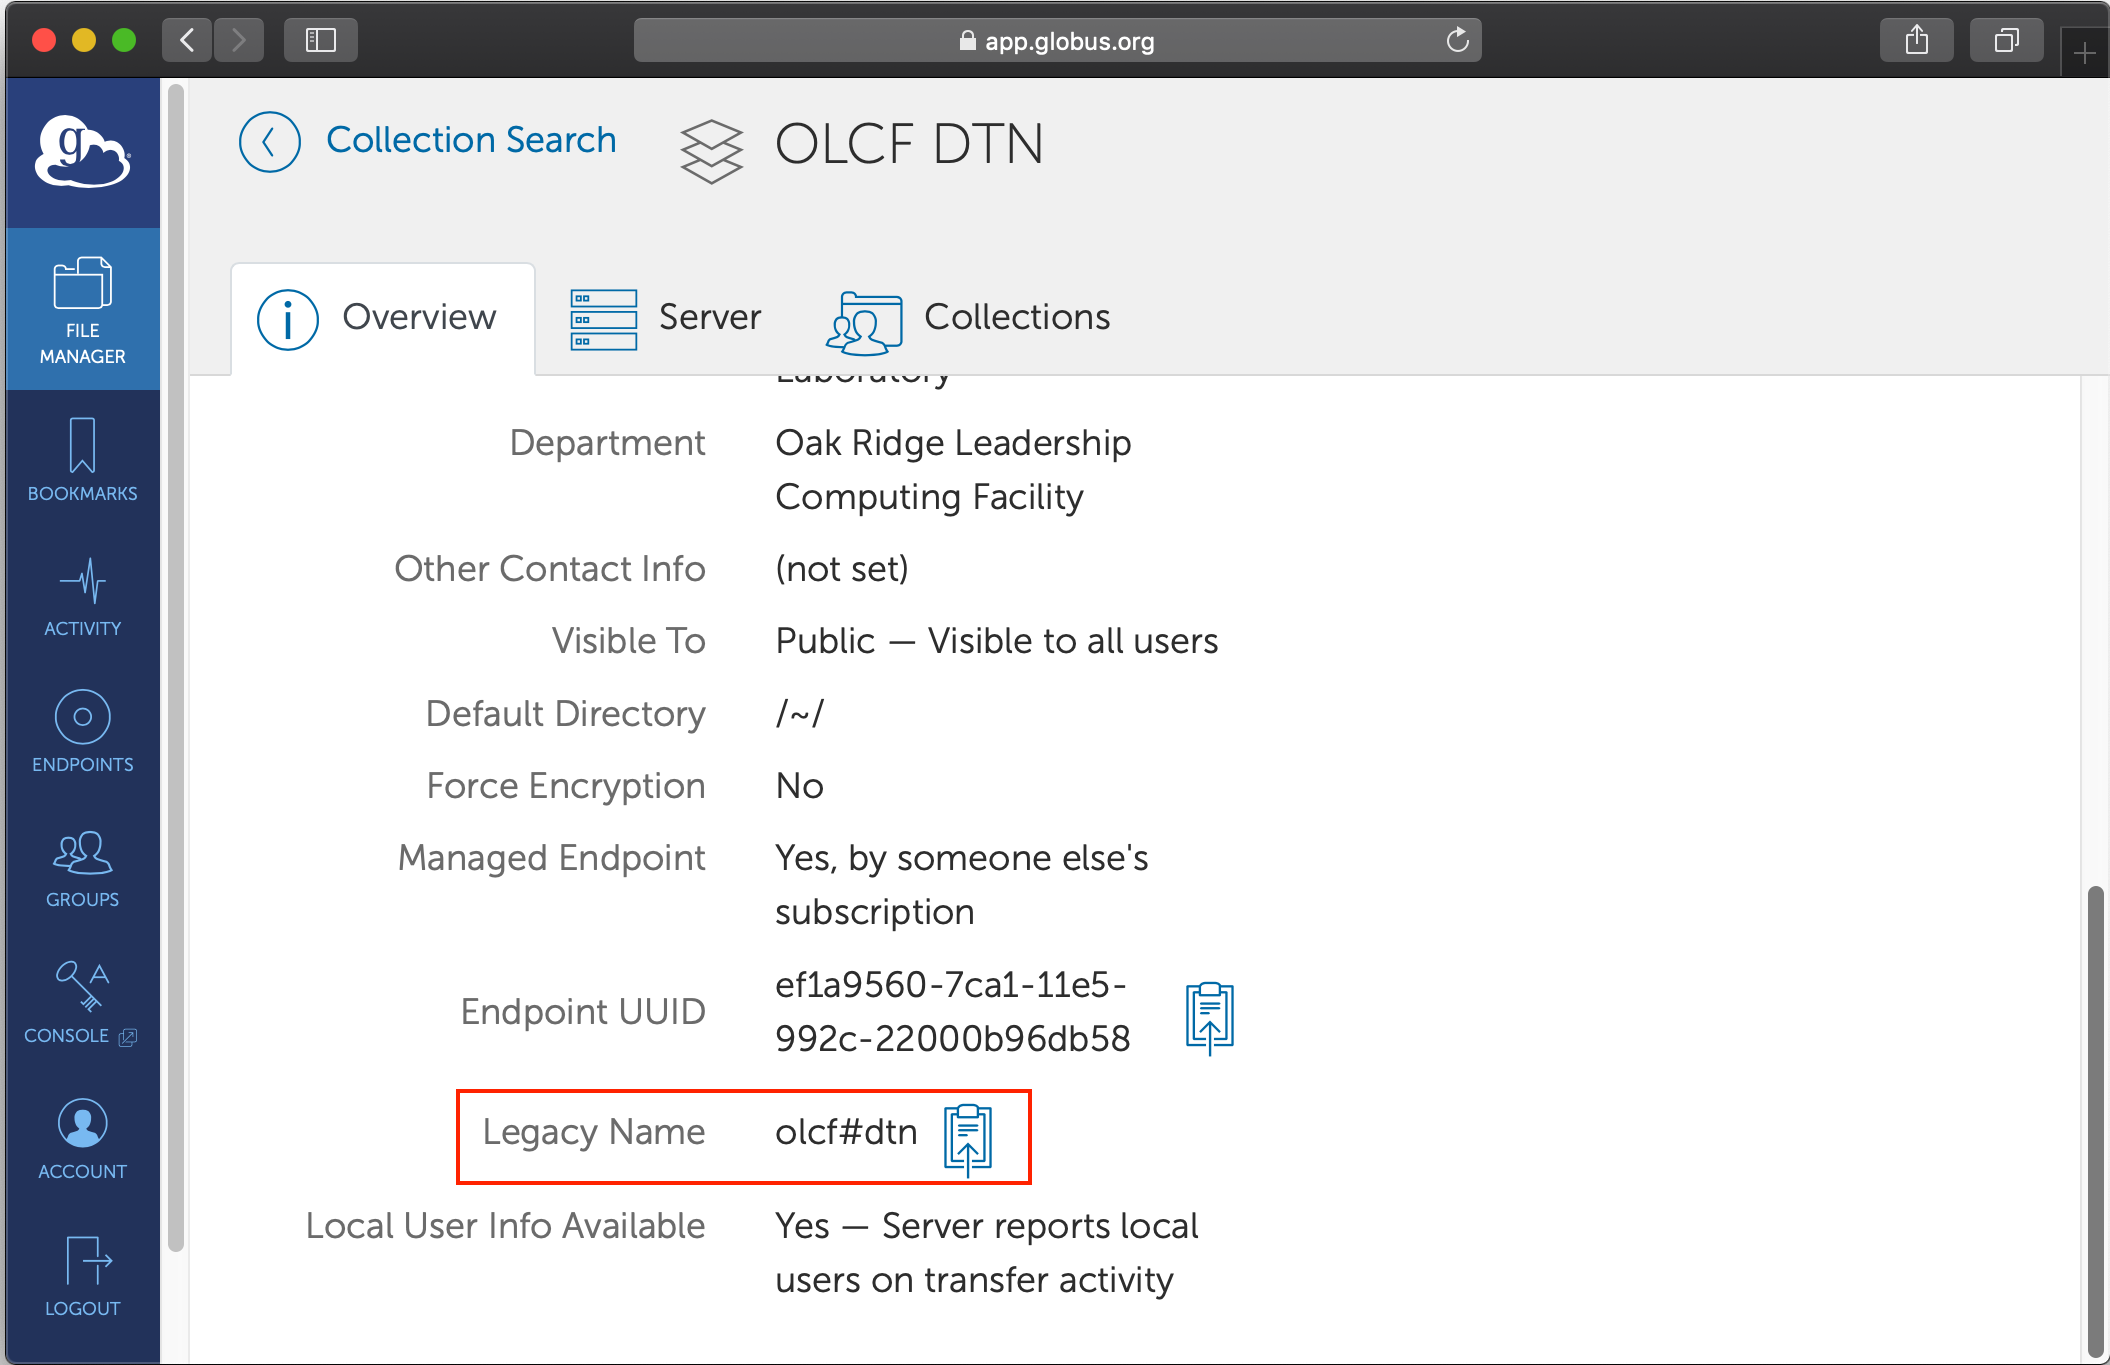 app.globus.org
g
Collection Search
OLCF DTN
Overview
Server
Collections
FILE
MANAGER
BOOKMARKS
ACTIVITY
ENDPOINTS
GROUPS
CONSOLE
ACCOUNT
LOGOUT
Laboratory
Department Oak Ridge Leadership
Computing Facility
Other Contact Info (not set)
Visible To Public — Visible to all users
Default Directory /~/
Force Encryption No
Managed Endpoint Yes, by someone else's
subscription
Endpoint UUID ef1a9560-7ca1-11e5-
992c-22000b96db58
Legacy Name olcf#dtn
Local User Info Available Yes — Server reports local
users on transfer activity